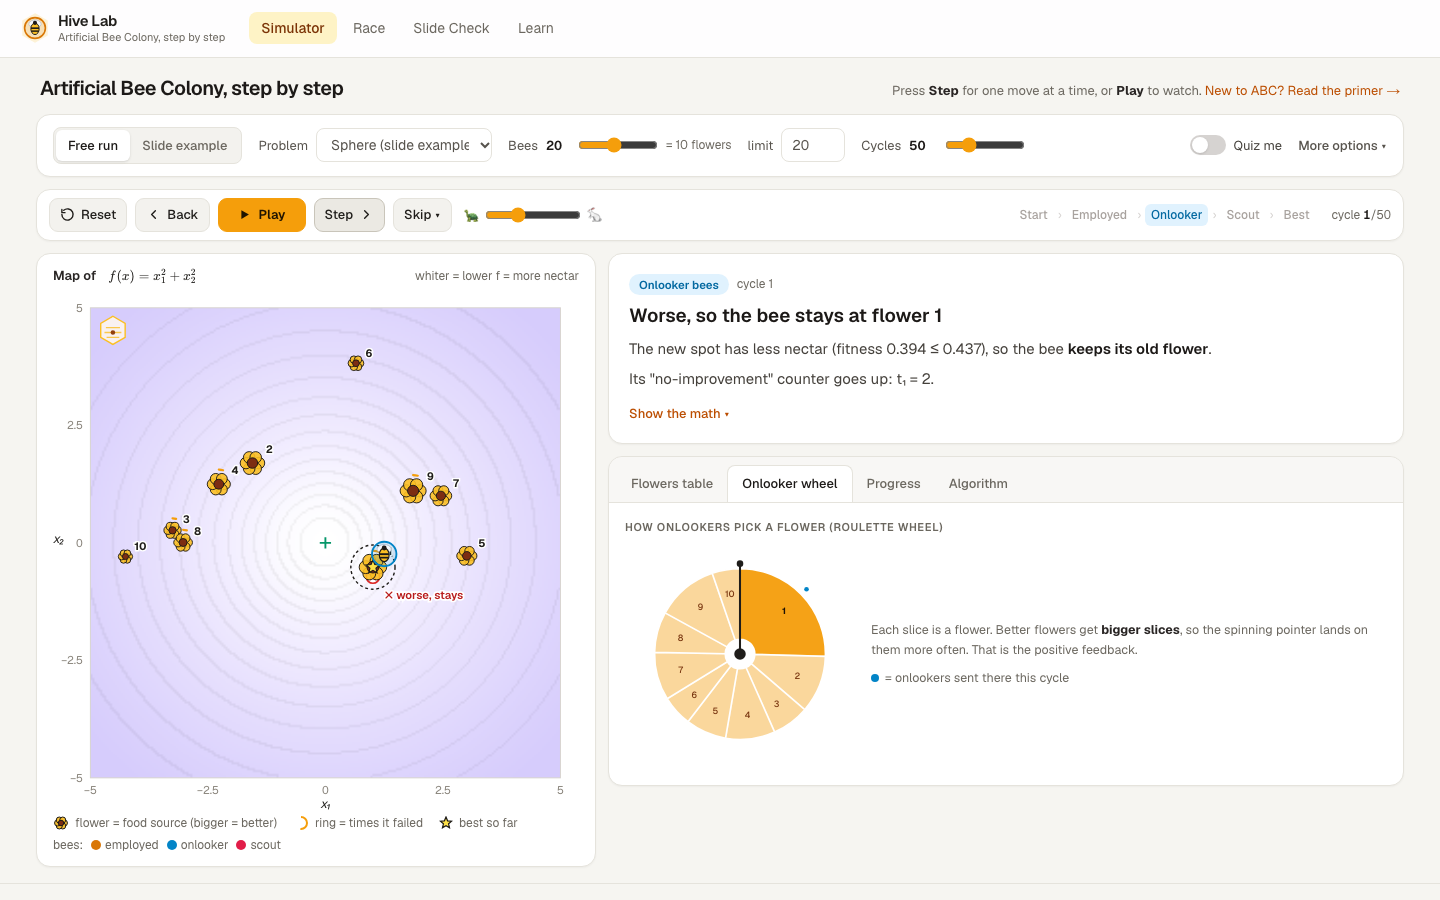 Hive Lab
Artificial Bee Colony, step by step
Simulator
Race
Slide Check
Learn
Artificial Bee Colony, step by step
Press Step for one move at a time, or Play to watch. New to ABC? Read the primer →
Free run
Slide example
Problem
Sphere (slide example
Bees 20
= 10 flowers
limit
20
Cycles 50
Quiz me
More options ▾
Reset
Back
Play
Step
Skip ▾
Start › Employed › Onlooker › Scout › Best
cycle 1/50
Map of f(x) = x₁² + x₂²
whiter = lower f = more nectar
5
6
2.5
2
4
9
7
3
8
x₂
0
10
5
✕ worse, stays
−2.5
−5
−5
−2.5
0
2.5
5
x₁
flower = food source (bigger = better)
ring = times it failed
best so far
bees:
employed
onlooker
scout
Onlooker bees
cycle 1
Worse, so the bee stays at flower 1
The new spot has less nectar (fitness 0.394 ≤ 0.437), so the bee keeps its old flower.
Its "no-improvement" counter goes up: t₁ = 2.
Show the math ▾
Flowers table
Onlooker wheel
Progress
Algorithm
HOW ONLOOKERS PICK A FLOWER (ROULETTE WHEEL)
10
1
9
8
2
7
6
3
5
4
Each slice is a flower. Better flowers get bigger slices, so the spinning pointer lands on
them more often. That is the positive feedback.
= onlookers sent there this cycle